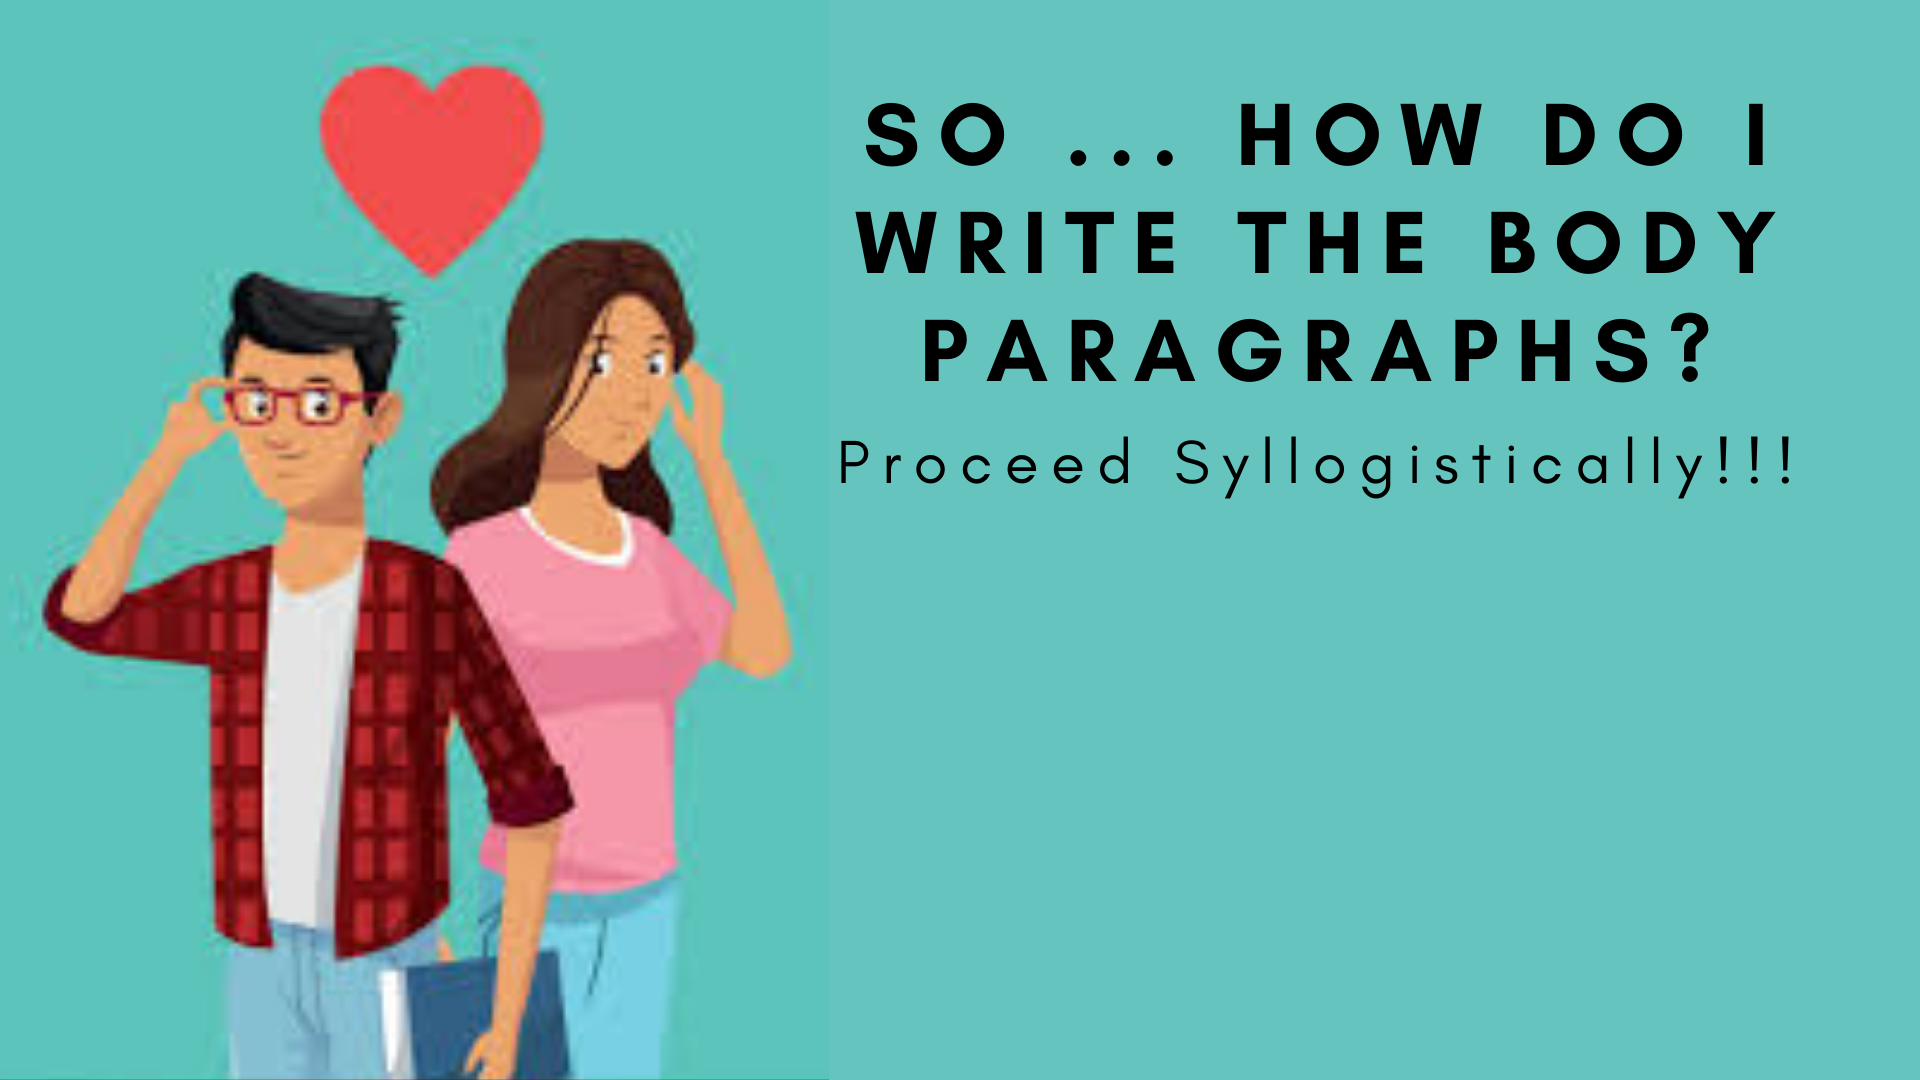 SO ... HOW DO I
WRITE THE BODY
PARAGRAPHS?
Proceed Syllogistically!!!